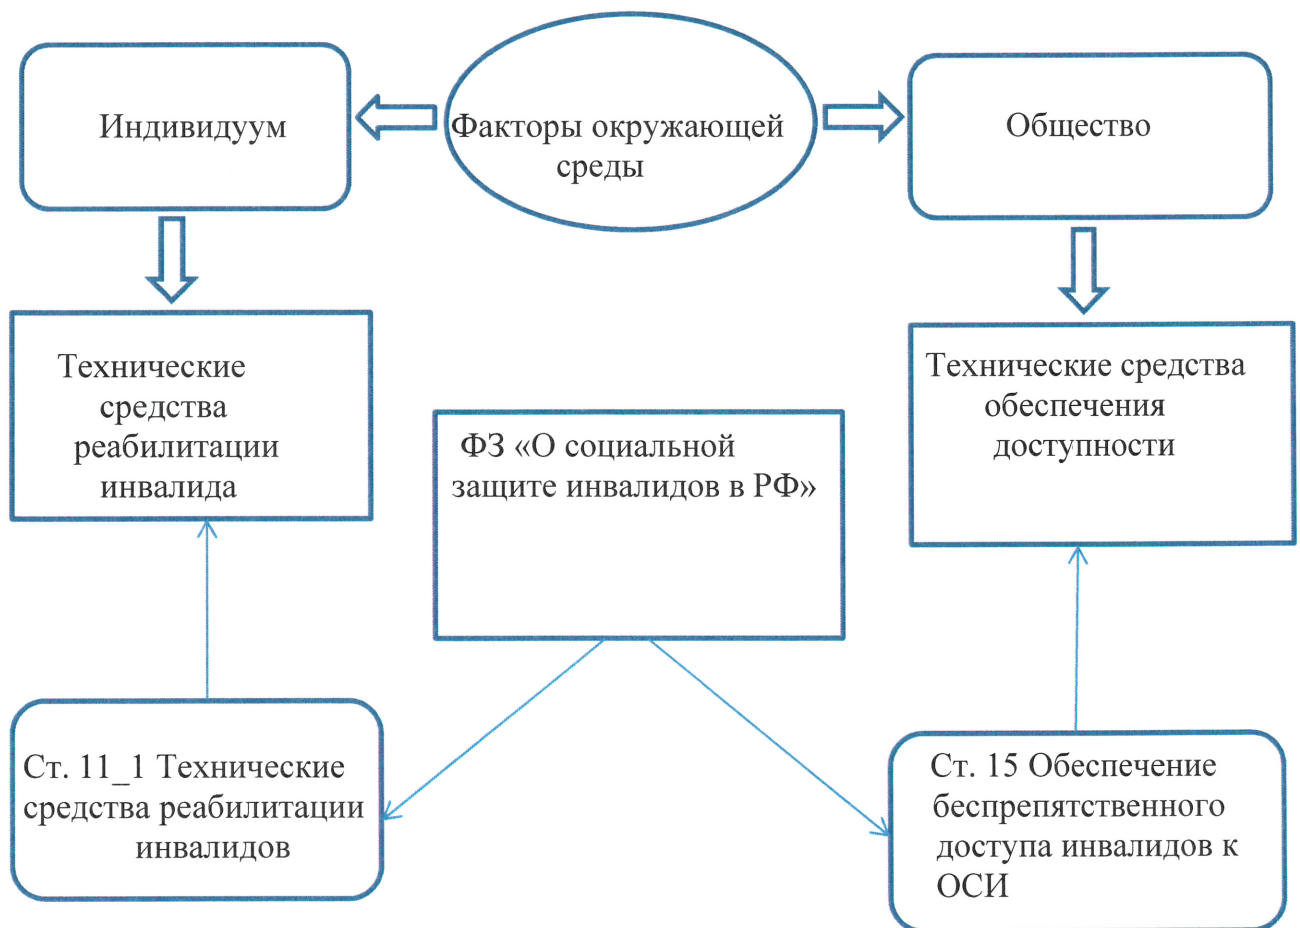 Индивидуум
Факторы окружающей
среды
Общество
Технические
средства
реабилитации
инвалида
ФЗ «О социальной
защите инвалидов в РФ»
Технические средства
обеспечения
доступности
Ст. 11_1 Технические
средства реабилитации
инвалидов
Ст. 15 Обеспечение
беспрепятственного
доступа инвалидов к
ОСИ